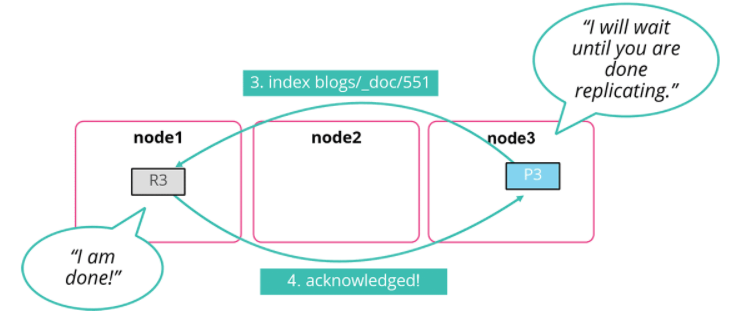 “I will wait
until you are
done
replicating.”
3. index blogs/_doc/551
node1
node2
node3
R3
P3
“I am
done!”
4. acknowledged!